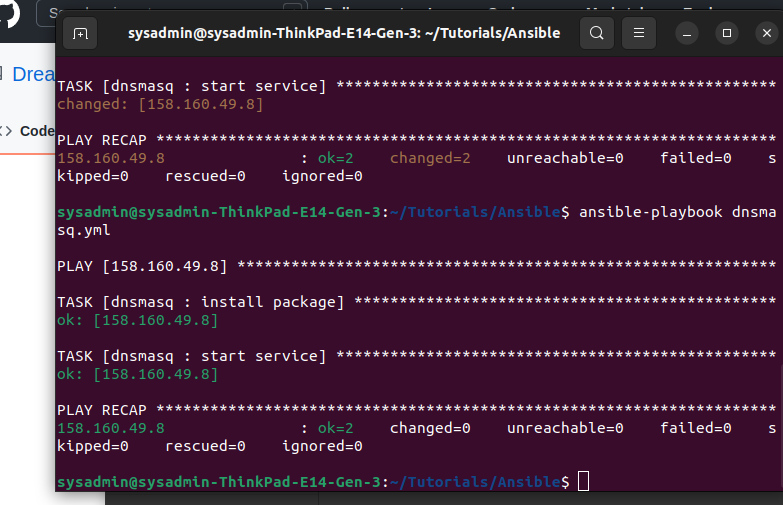 sysadmin@sysadmin-ThinkPad-E14-Gen-3: ~/Tutorials/Ansible
Drea
<> Code
TASK [dnsmasq : start service] *************************************************
changed: [158.160.49.8]
PLAY RECAP *********************************************************************
158.160.49.8               : ok=2    changed=2    unreachable=0    failed=0    s
kipped=0    rescued=0    ignored=0
sysadmin@sysadmin-ThinkPad-E14-Gen-3:~/Tutorials/Ansible$ ansible-playbook dnsma
sq.yml
PLAY [158.160.49.8] ************************************************************
TASK [dnsmasq : install package] ***********************************************
ok: [158.160.49.8]
TASK [dnsmasq : start service] *************************************************
ok: [158.160.49.8]
PLAY RECAP *********************************************************************
158.160.49.8               : ok=2    changed=0    unreachable=0    failed=0    s
kipped=0    rescued=0    ignored=0
sysadmin@sysadmin-ThinkPad-E14-Gen-3:~/Tutorials/Ansible$